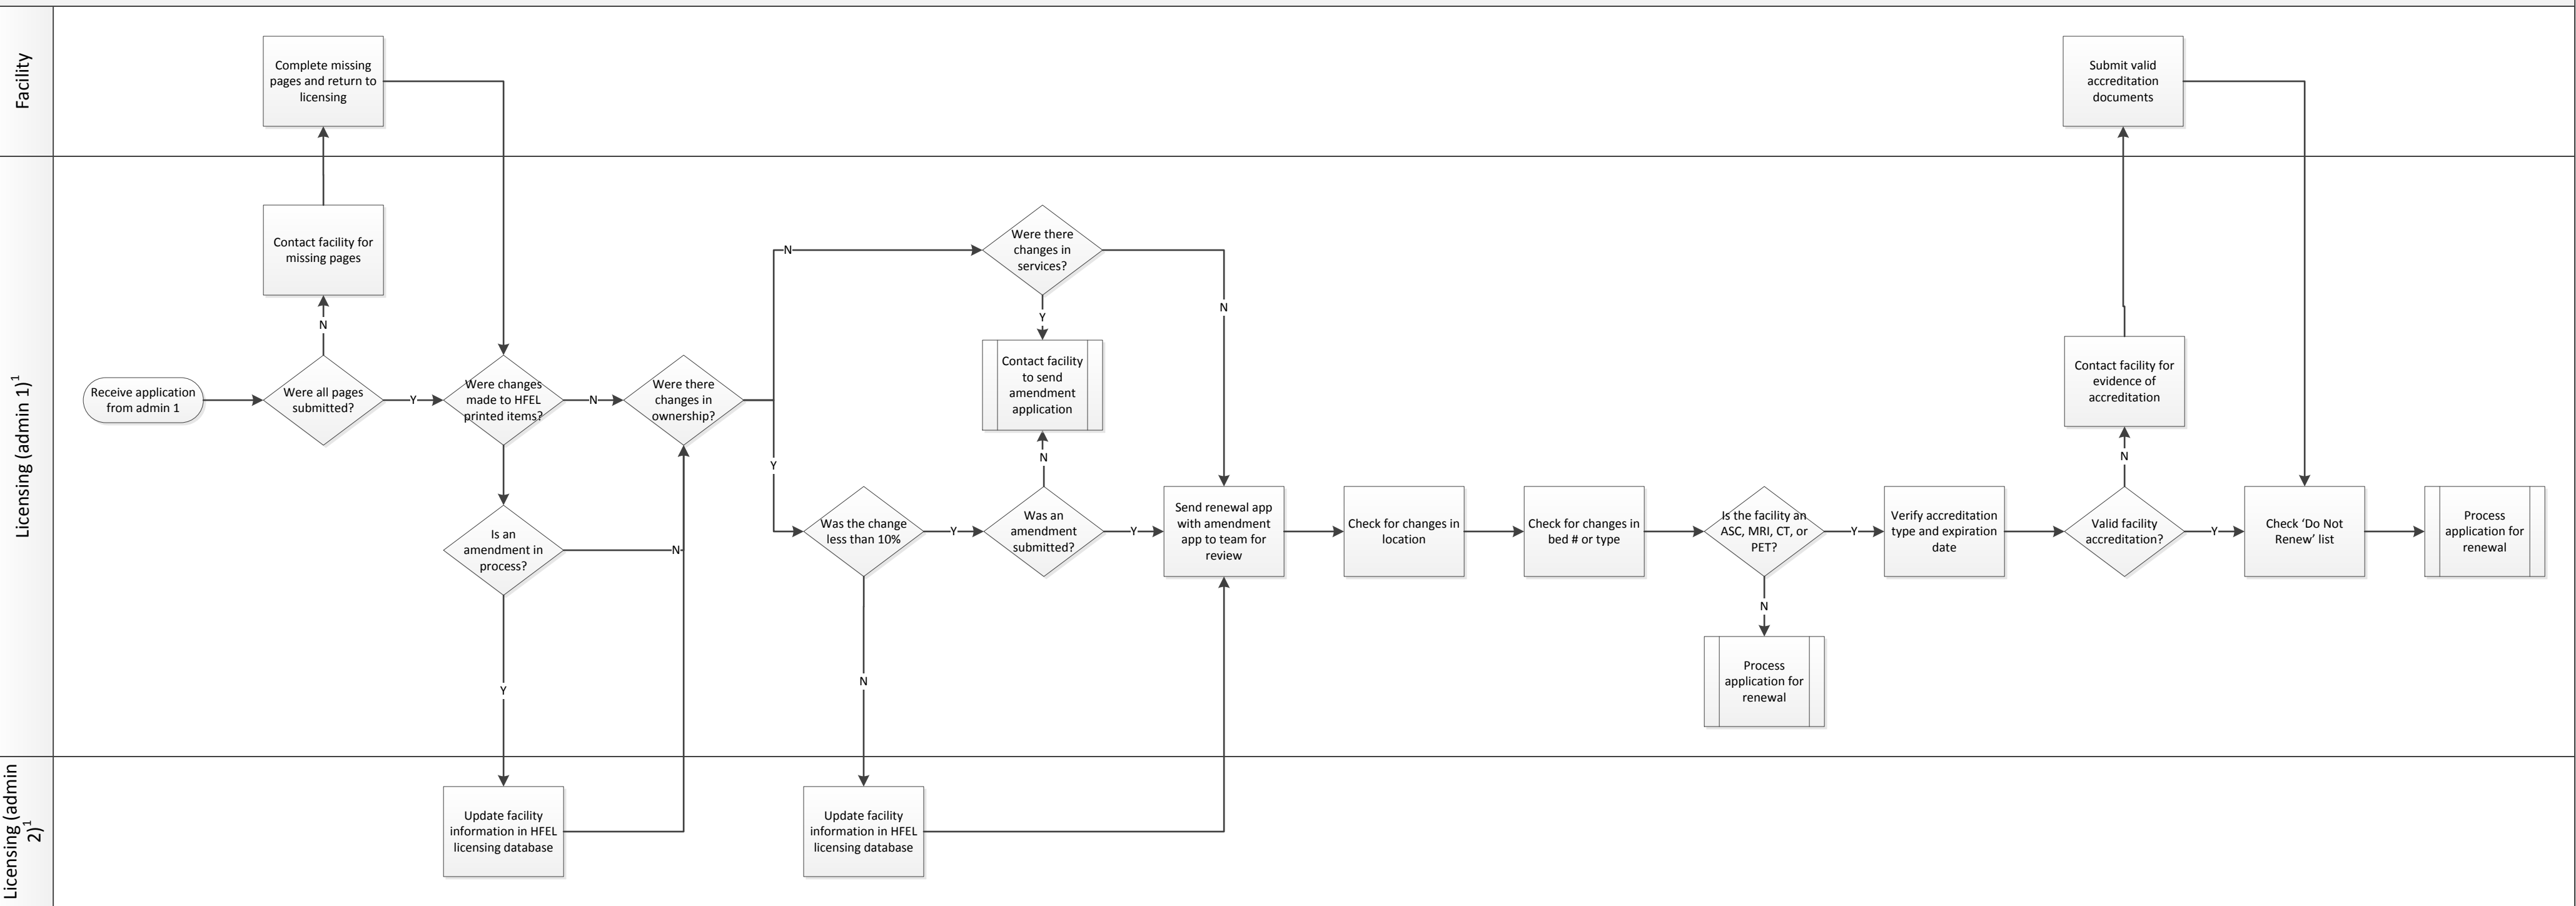 Facility
Complete missing
pages and return to
licensing
Submit valid
accreditation
documents
Licensing (admin 1)1
Contact facility for
missing pages
N
Receive application
from admin 1
Were all pages
submitted?
Y
Were changes
made to HFEL
printed items?
N
Were there
changes in
ownership?
N
Y
Is an
amendment in
process?
N
Y
Were there
changes in
services?
N
Y
Contact facility
to send
amendment
application
N
Was the change
less than 10%
Y
N
Was an
amendment
submitted?
Y
Send renewal app
with amendment
app to team for
review
Check for changes in
location
Check for changes in
bed # or type
Is the facility an
ASC, MRI, CT, or
PET?
Y
N
Process
application for
renewal
Verify accreditation
type and expiration
date
Contact facility for
evidence of
accreditation
N
Valid facility
accreditation?
Y
Check ‘Do Not
Renew’ list
Process
application for
renewal
Licensing (admin
2)1
Update facility
information in HFEL
licensing database
Update facility
information in HFEL
licensing database